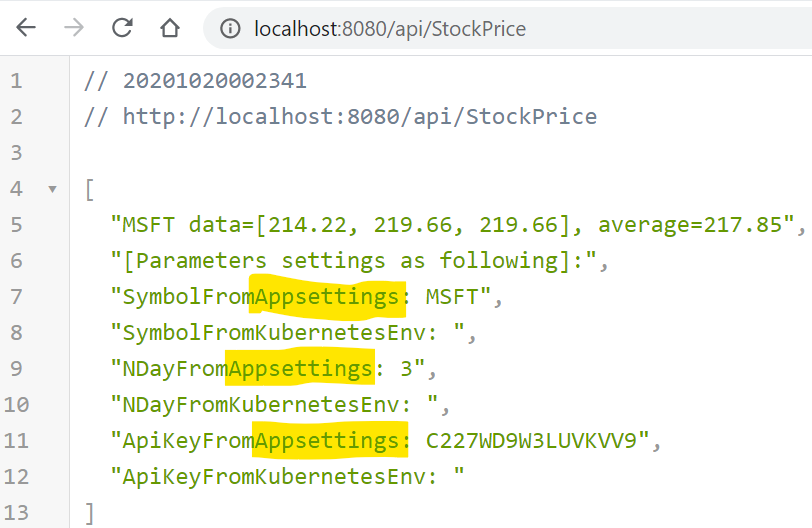 localhost:8080/api/StockPrice
1 // 20201020002341
2 // http://localhost:8080/api/StockPrice
3
4 [
5 "MSFT data=[214.22, 219.66, 219.66], average=217.85",
6 "[Parameters settings as following]:",
7 "SymbolFromAppsettings: MSFT",
8 "SymbolFromKubernetesEnv: ",
9 "NDayFromAppsettings: 3",
10 "NDayFromKubernetesEnv: ",
11 "ApiKeyFromAppsettings: C227WD9W3LUVKVV9",
12 "ApiKeyFromKubernetesEnv: "
13 ]